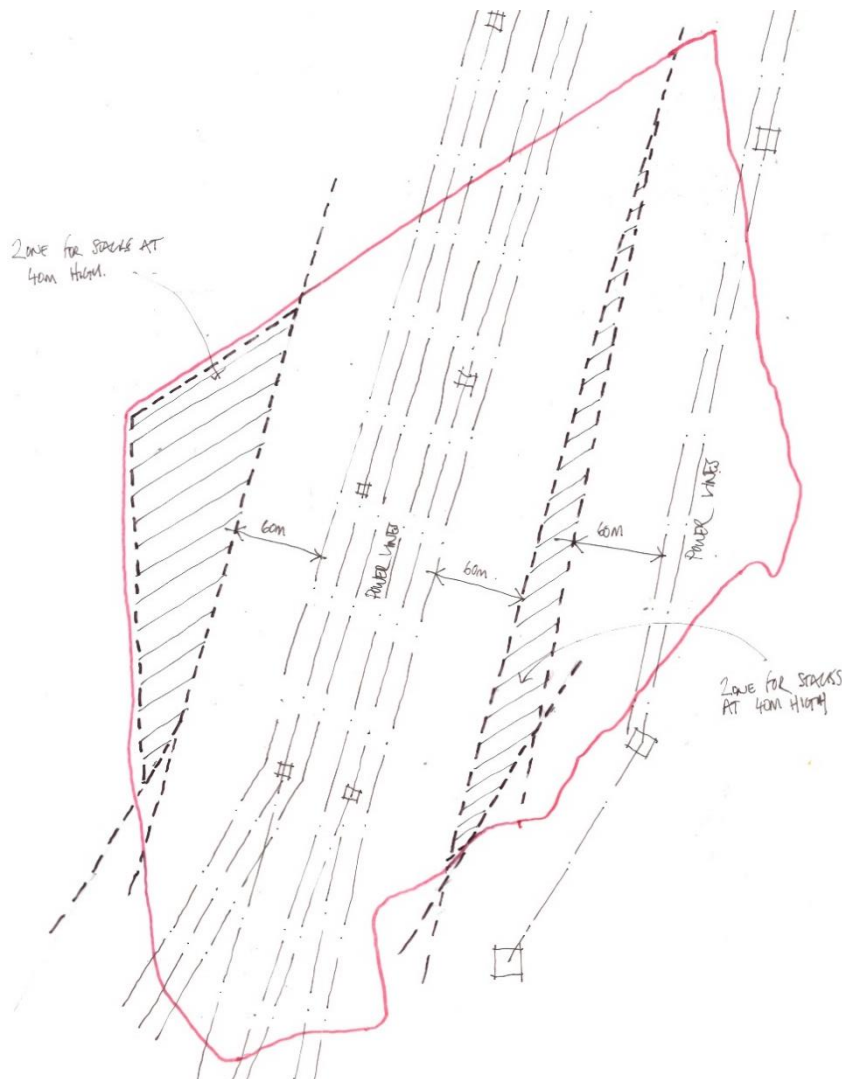 ZONE FOR STACKS AT
40M HIGH.
60M
POWER LINES
60M
60M
POWER LINES
ZONE FOR STACKS
AT 40M HIGH